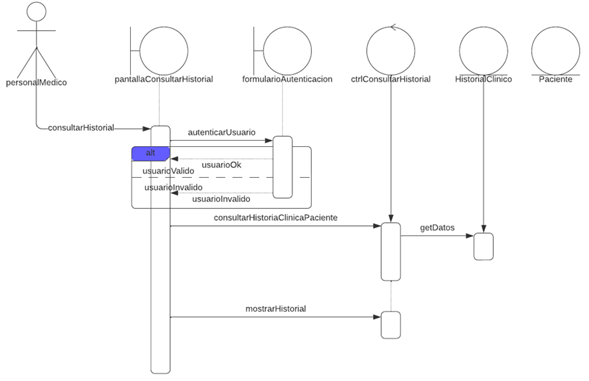 personalMedico
pantallaConsultarHistorial
formularioAutenticacion
ctrlConsultarHistorial
HistorialClinico
Paciente
consultarHistorial
autenticarUsuario
alt
usuarioOk
usuarioValido
usuarioInvalido
usuarioInvalido
consultarHistoriaClinicaPaciente
getDatos
mostrarHistorial